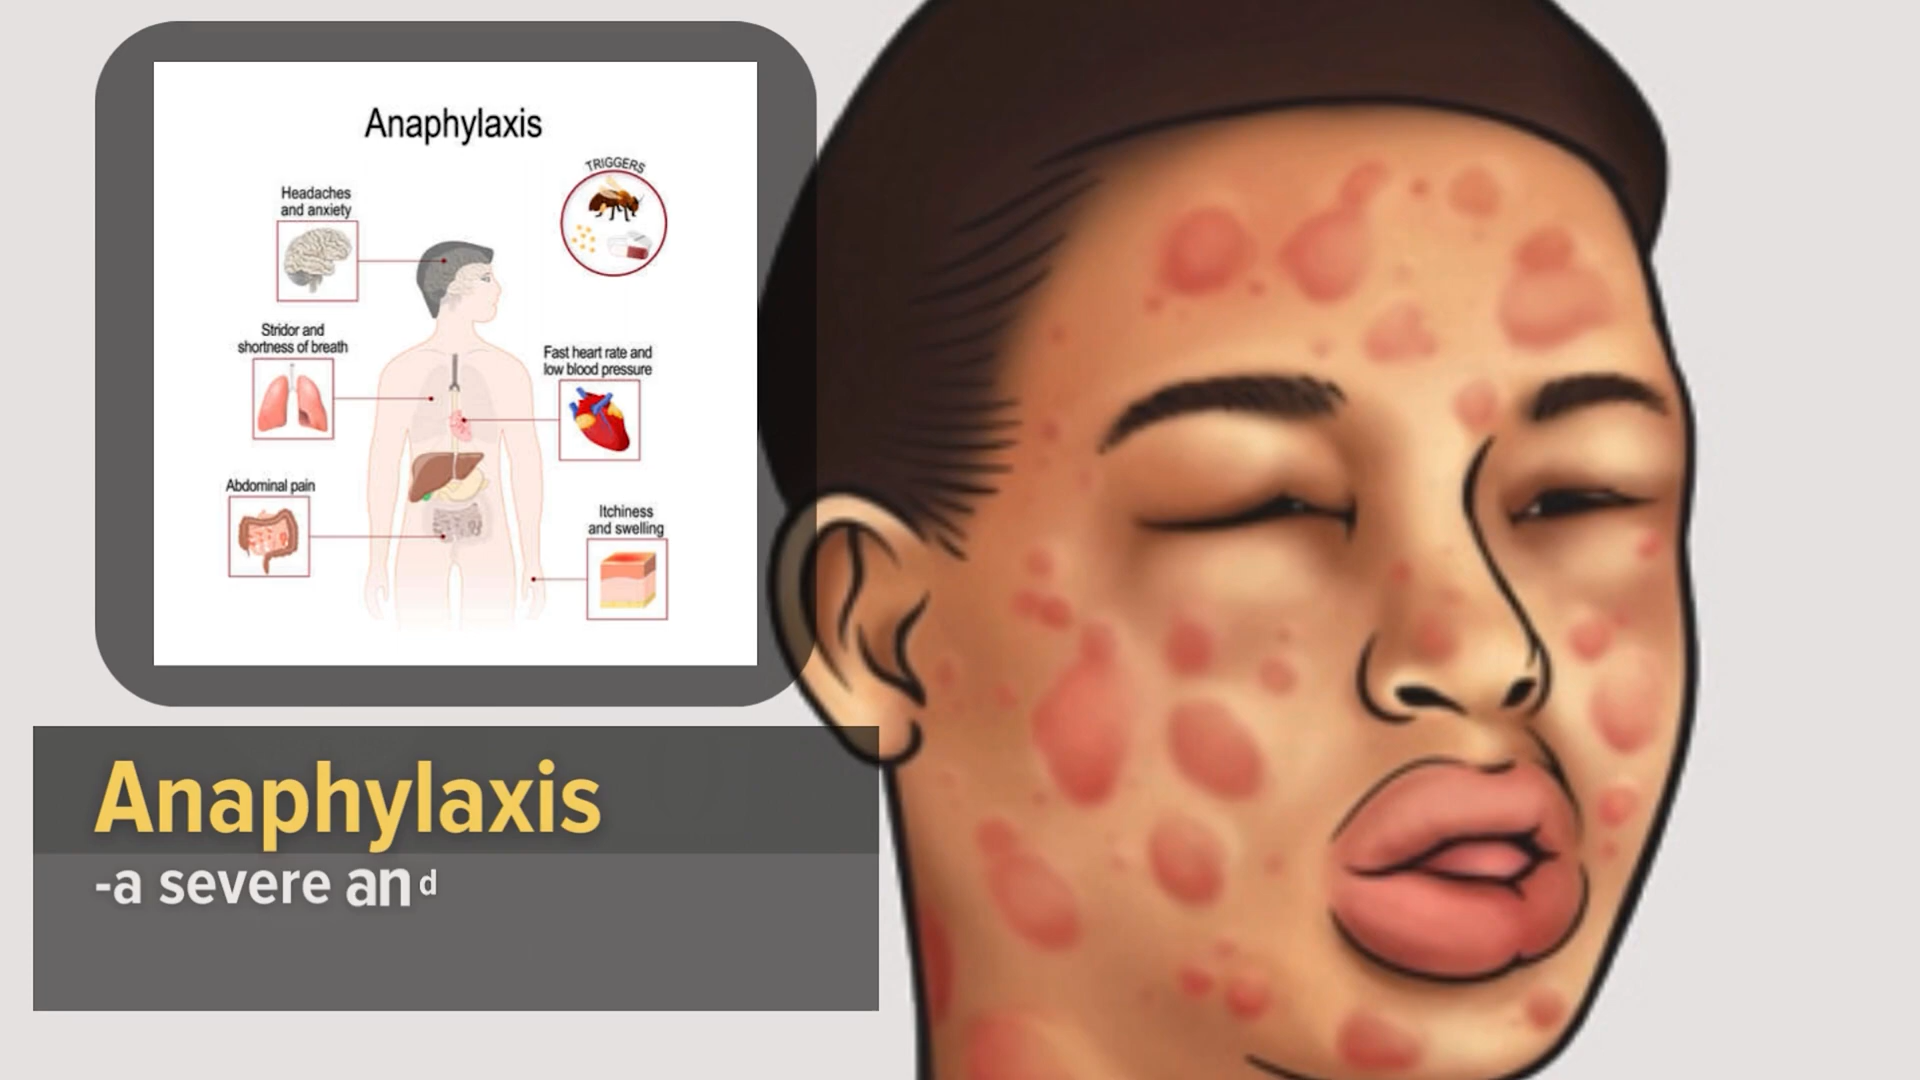 Anaphylaxis
TRIGGERS
Headaches
and anxiety
Stridor and
shortness of breath
Fast heart rate and
low blood pressure
Abdominal pain
Itchiness
and swelling
Anaphylaxis
-a severe and